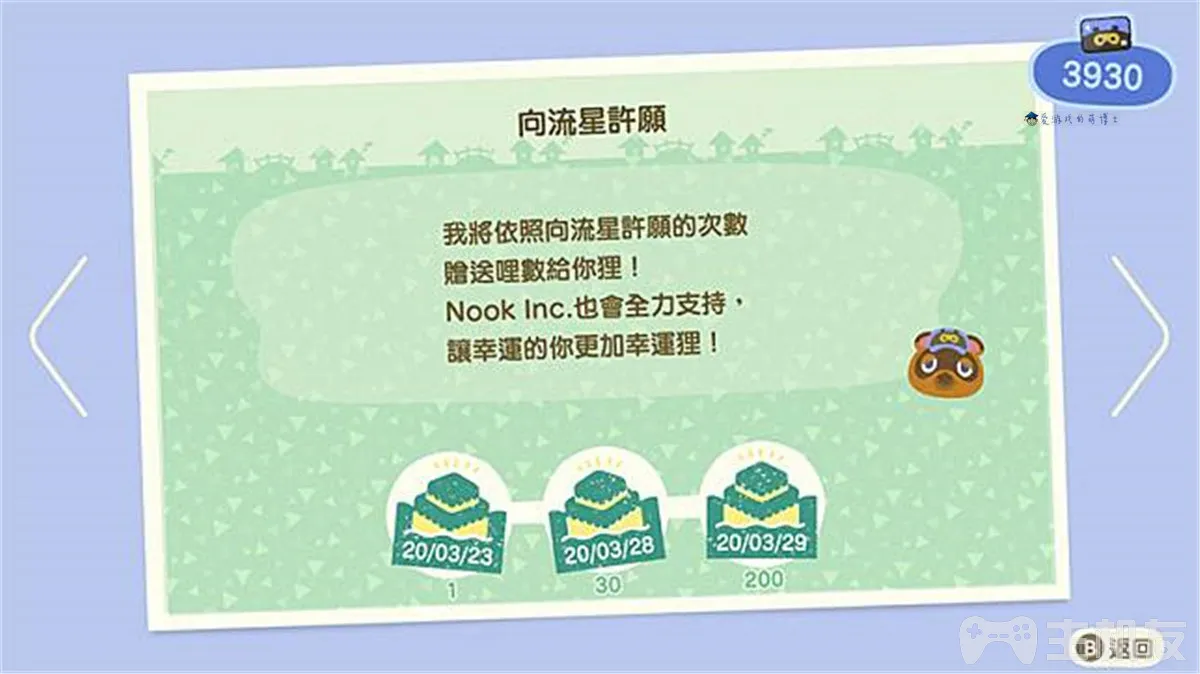 3930
爱游戏的萌博士
向流星許願
我將依照向流星許願的次數
贈送哩數給你狸！
Nook Inc.也會全力支持，
讓幸運的你更加幸運狸！
20/03/23
20/03/28
20/03/29
1
30
200
主机友
B 返回